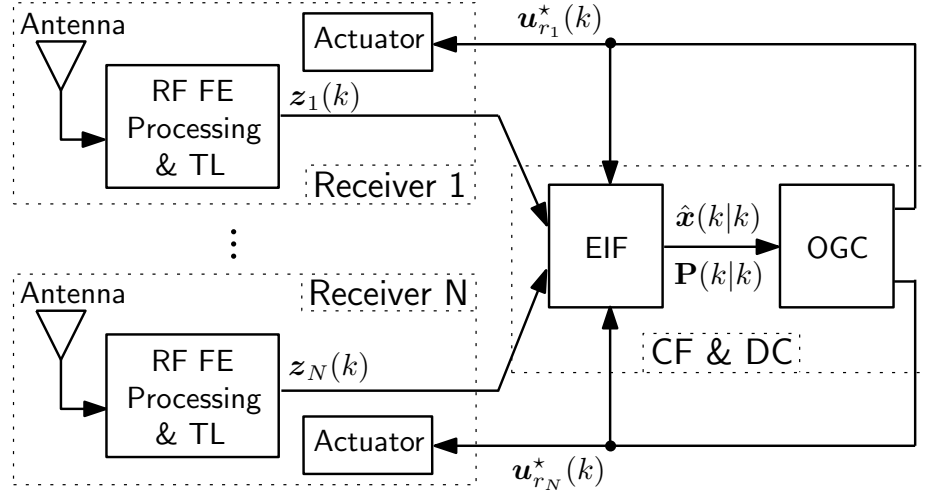 Antenna
Actuator
u⋆r1(k)
RF FE
Processing
& TL
z1(k)
Receiver 1
EIF
x̂(k|k)
P(k|k)
OGC
CF & DC
Antenna
Receiver N
RF FE
Processing
& TL
zN(k)
Actuator
u⋆rN(k)